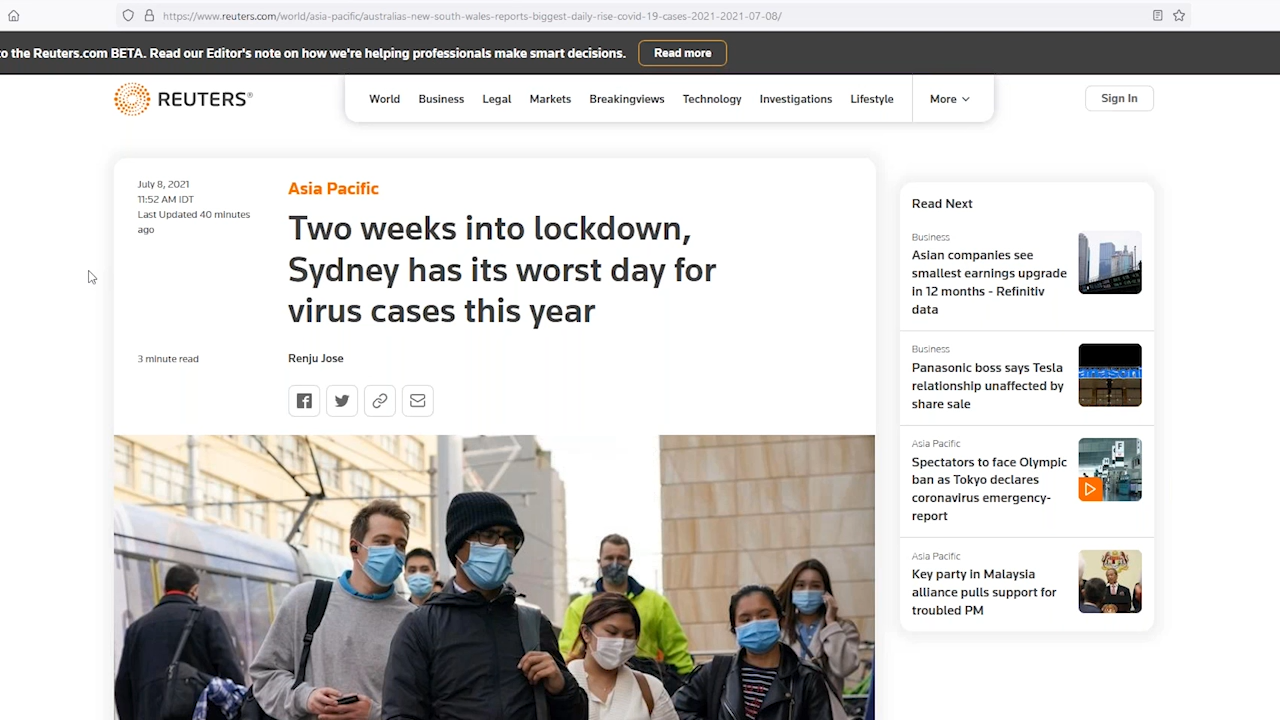 https://www.reuters.com/world/asia-pacific/australias-new-south-wales-reports-biggest-daily-rise-covid-19-cases-2021-2021-07-08/
to the Reuters.com BETA. Read our Editor's note on how we're helping professionals make smart decisions. Read more
REUTERS®
World Business Legal Markets Breakingviews Technology Investigations Lifestyle More
Sign In
July 8, 2021
11:52 AM IDT
Last Updated 40 minutes
ago
Asia Pacific
Two weeks into lockdown,
Sydney has its worst day for
virus cases this year
3 minute read
Renju Jose
Read Next
Business
Asian companies see
smallest earnings upgrade
in 12 months - Refinitiv
data
Business
Panasonic boss says Tesla
relationship unaffected by
share sale
Asia Pacific
Spectators to face Olympic
ban as Tokyo declares
coronavirus emergency-
report
Asia Pacific
Key party in Malaysia
alliance pulls support for
troubled PM